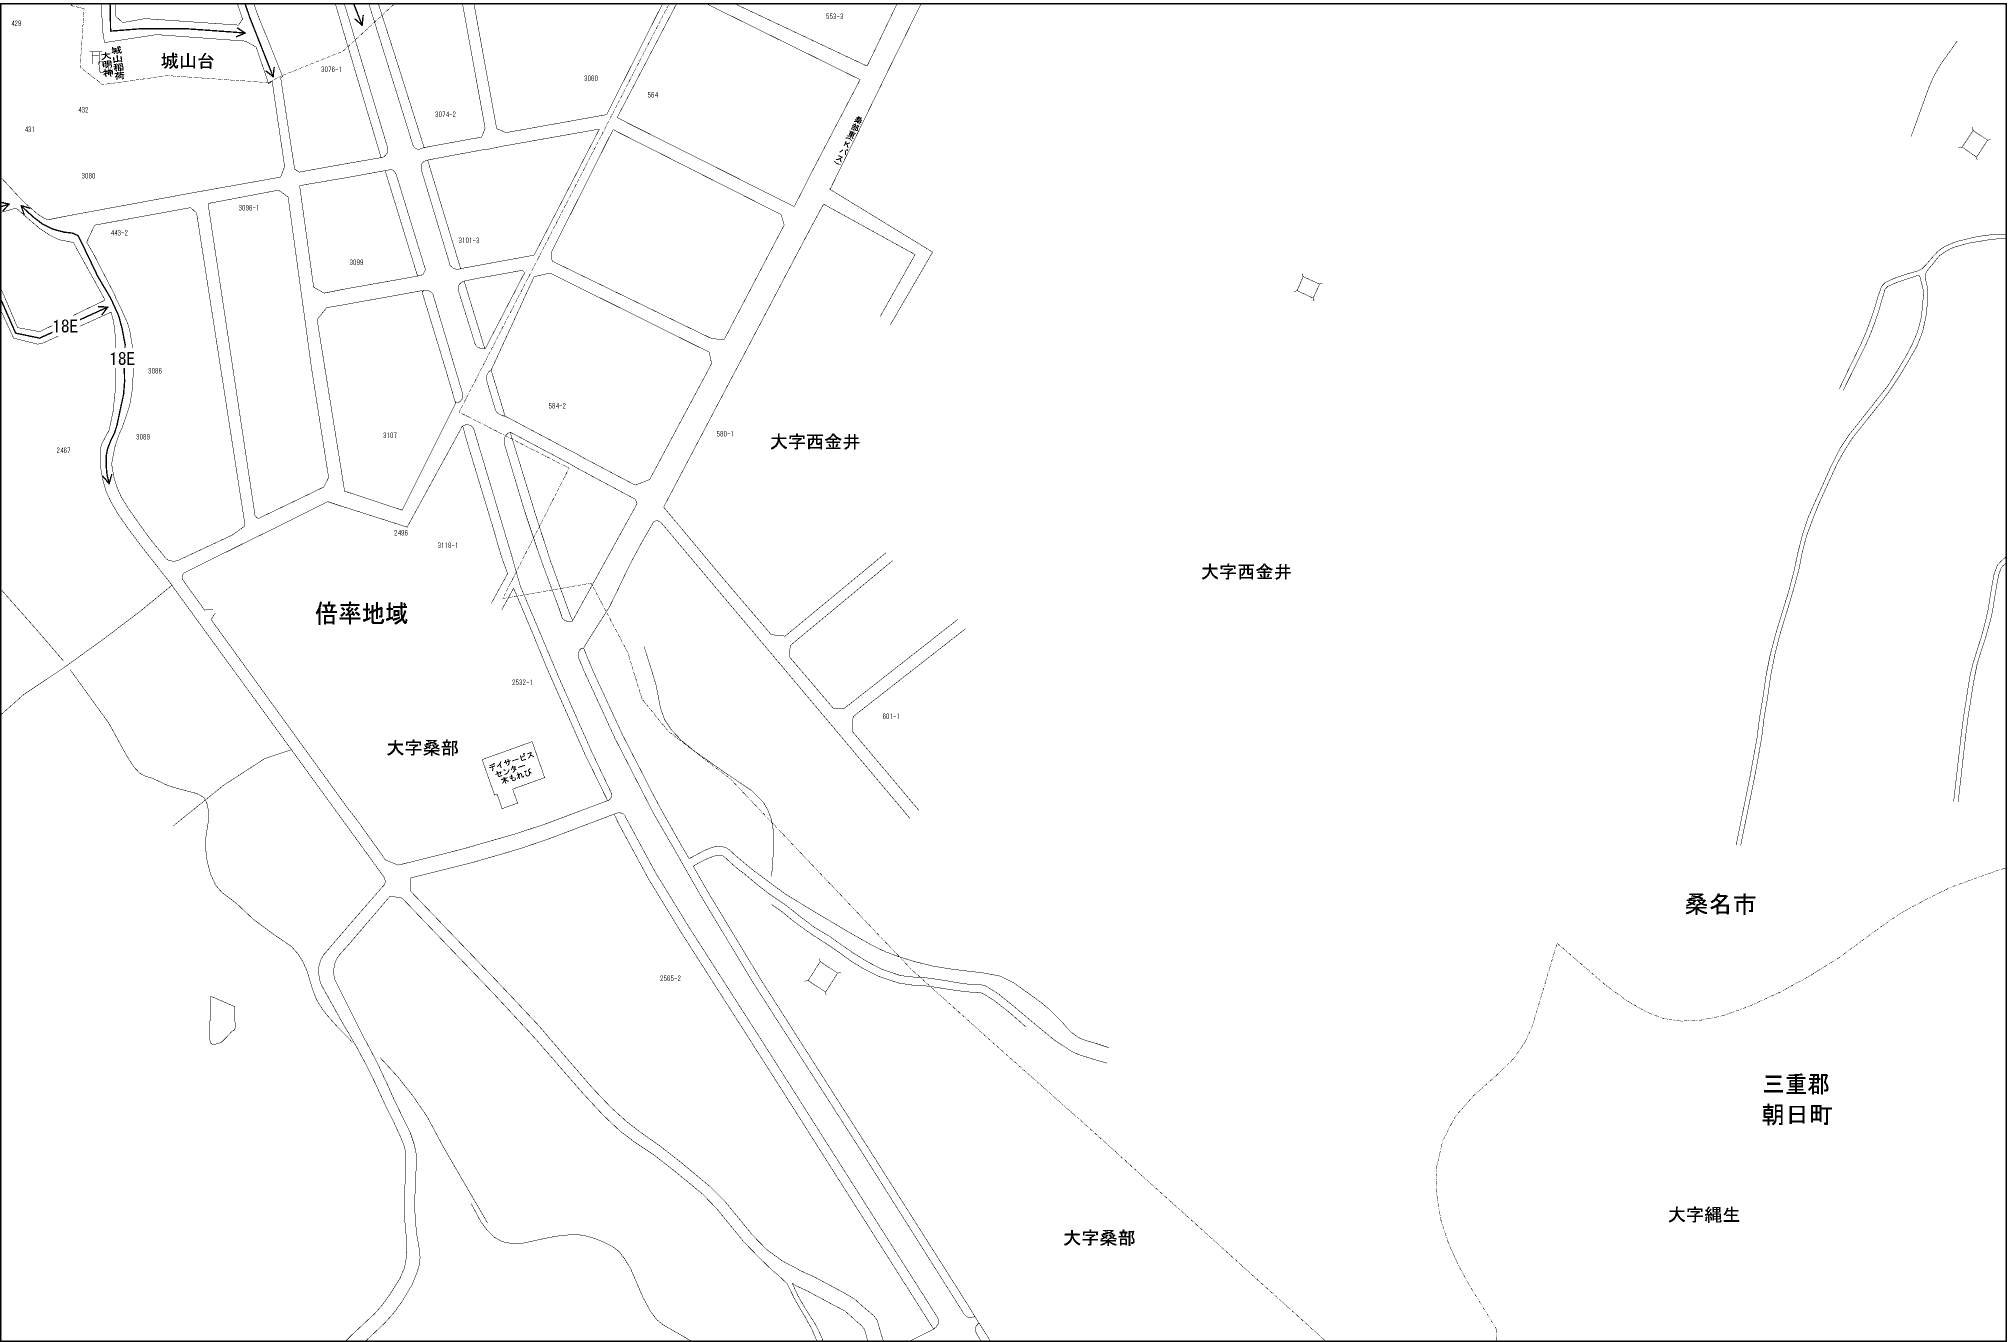 429
553-3
城山稲荷
大明神
城山台
3076-1
3060
564
432
3074-2
431
3080
3096-1
443-2
3101-3
3099
18E
18E
3086
584-2
580-1
3107
3089
2467
大字西金井
2496
3118-1
大字西金井
倍率地域
2532-1
601-1
大字桑部
デイサービス
センター
木もれび
桑名市
2565-2
三重郡
朝日町
大字縄生
大字桑部